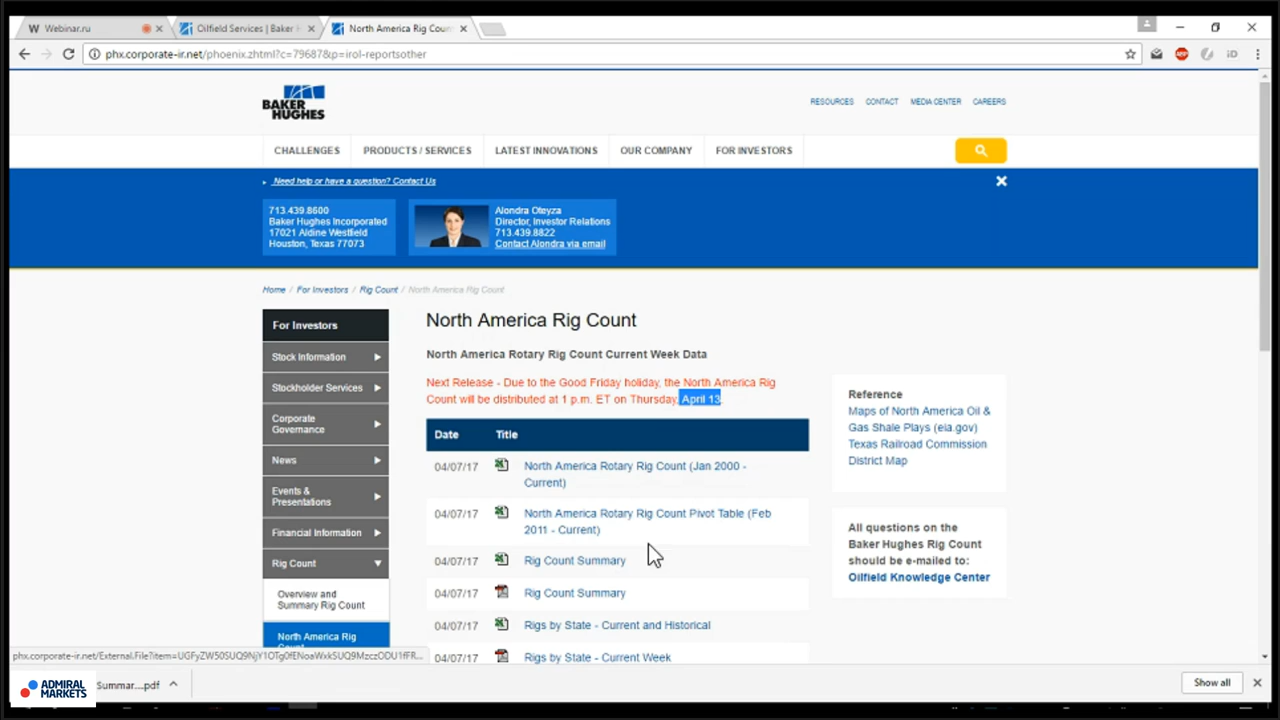 Webinar.ru
Oilfield Services | Baker H
North America Rig Coun
phx.corporate-ir.net/phoenix.zhtml?c=79687&p=irol-reportsother
BAKER
HUGHES
RESOURCES CONTACT MEDIA CENTER CAREERS
CHALLENGES PRODUCTS / SERVICES LATEST INNOVATIONS OUR COMPANY FOR INVESTORS
Need help or have a question? Contact Us
713.439.8600
Baker Hughes Incorporated
17021 Aldine Westfield
Houston, Texas 77073
Alondra Oteyza
Director, Investor Relations
713.439.8822
Contact Alondra via email
Home / For Investors / Rig Count / North America Rig Count
For Investors
Stock Information
Stockholder Services
Corporate
Governance
News
Events &
Presentations
Financial Information
Rig Count
Overview and
Summary Rig Count
North America Rig
Count
North America Rig Count
North America Rotary Rig Count Current Week Data
Next Release - Due to the Good Friday holiday, the North America Rig
Count will be distributed at 1 p.m. ET on Thursday, April 13.
Date Title
04/07/17 North America Rotary Rig Count (Jan 2000 -
Current)
04/07/17 North America Rotary Rig Count Pivot Table (Feb
2011 - Current)
04/07/17 Rig Count Summary
04/07/17 Rig Count Summary
04/07/17 Rigs by State - Current and Historical
04/07/17 Rigs by State - Current Week
Reference
Maps of North America Oil &
Gas Shale Plays (eia.gov)
Texas Railroad Commission
District Map
All questions on the
Baker Hughes Rig Count
should be e-mailed to:
Oilfield Knowledge Center
ADMIRAL
MARKETS
Summar....pdf
Show all